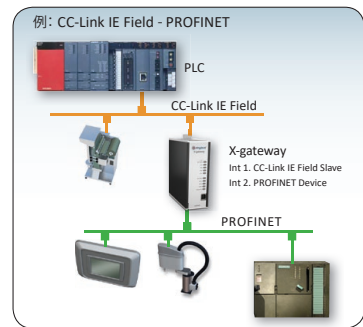 例: CC-Link IE Field - PROFINET
PLC
CC-Link IE Field
X-gateway
Int 1. CC-Link IE Field Slave
Int 2. PROFINET Device
PROFINET